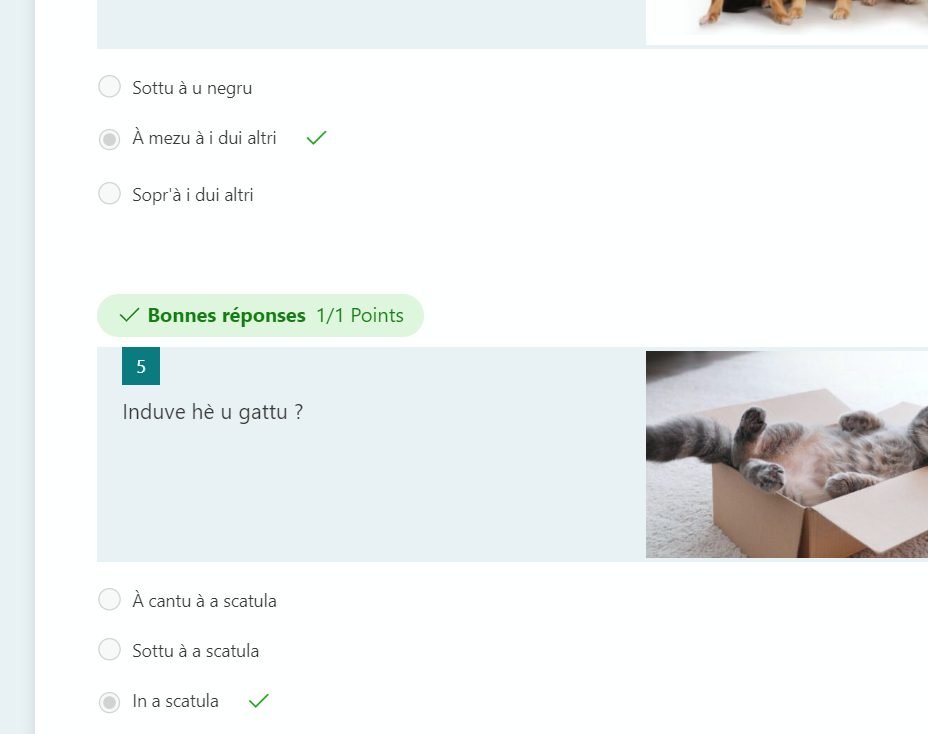 Sottu à u negru
À mezu à i dui altri
Sopr'à i dui altri
Bonnes réponses 1/1 Points
5
Induve hè u gattu ?
À cantu à a scatula
Sottu à a scatula
In a scatula